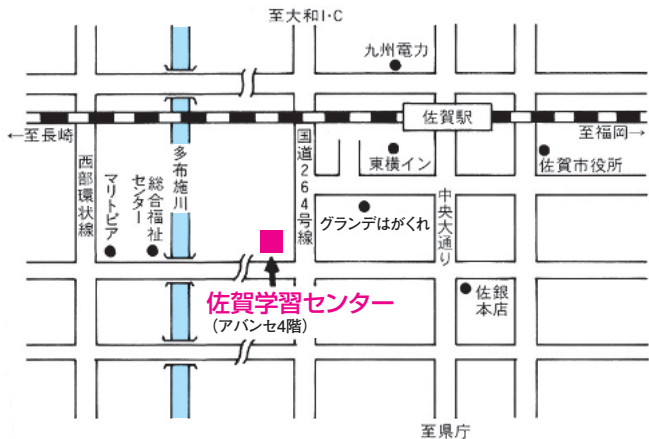 至大和I・C
九州電力
佐賀駅
←至長崎
至福岡→
東横イン
佐賀市役所
西部環状線
マリトピア
総合福祉
センター
多布施川
国道264号線
グランデはがくれ
中央大通り
佐銀
本店
佐賀学習センター
(アバンセ4階)
至県庁